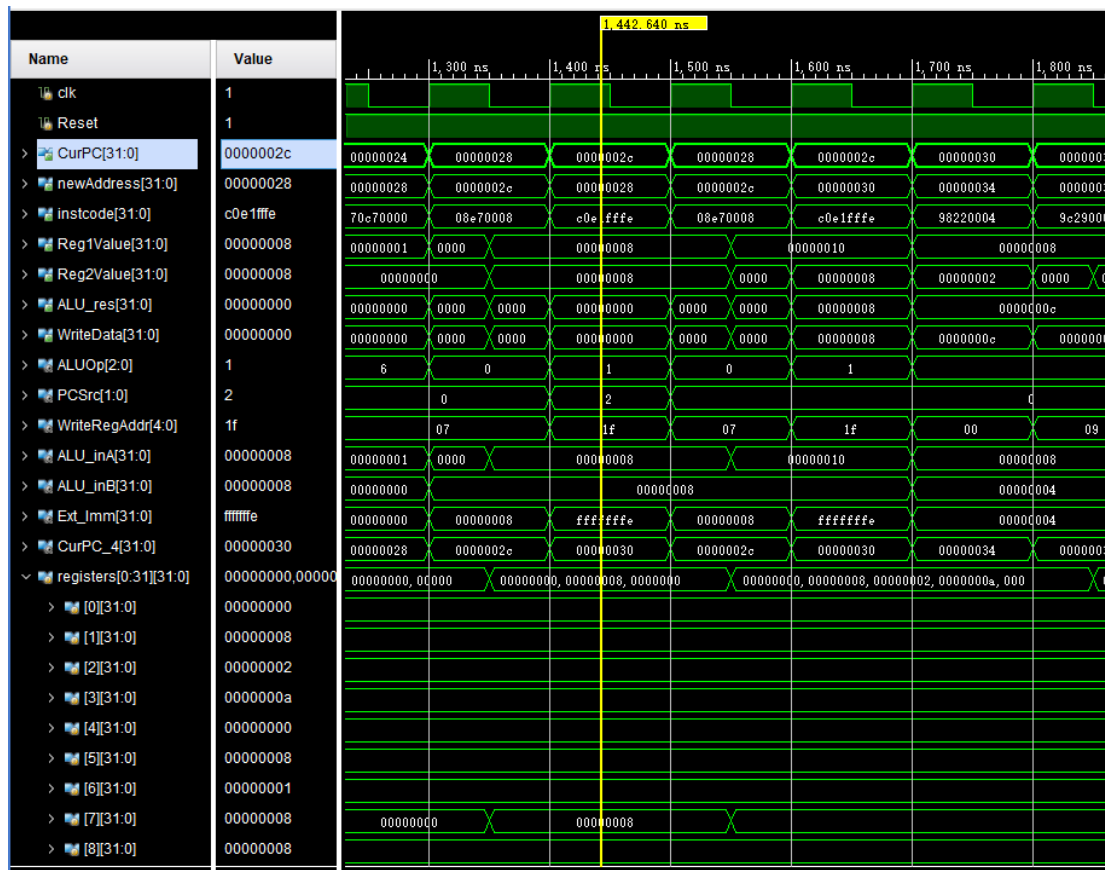 1,442.640 ns
Name Value
1,300 ns 1,400 ns 1,500 ns 1,600 ns 1,700 ns 1,800 ns
clk 1
Reset 1
CurPC[31:0] 0000002c 00000024 00000028 0000002c 00000028 0000002c 00000030 000000
newAddress[31:0] 00000028 00000028 0000002c 00000028 0000002c 00000030 00000034 000000
instcode[31:0] c0e1fffe 70c70000 08e70008 c0e1fffe 08e70008 c0e1fffe 98220004 9c2900
Reg1Value[31:0] 00000008 00000001 0000 00000008 00000010 00000008
Reg2Value[31:0] 00000008 00000000 00000008 0000 00000008 00000002 0000
ALU_res[31:0] 00000000 00000000 0000 0000 00000000 0000 0000 00000008 0000000c
WriteData[31:0] 00000000 00000000 0000 0000 00000000 0000 0000 00000008 0000000c 000000
ALUOp[2:0] 1 6 0 1 0 1
PCSrc[1:0] 2 0 2 0
WriteRegAddr[4:0] 1f 07 1f 07 1f 00 09
ALU_inA[31:0] 00000008 00000001 0000 00000008 00000010 00000008
ALU_inB[31:0] 00000008 00000000 00000008 00000004
Ext_Imm[31:0] fffffffe 00000000 00000008 fffffffe 00000008 fffffffe 00000004
CurPC_4[31:0] 00000030 00000028 0000002c 00000030 0000002c 00000030 00000034 000000
registers[0:31][31:0] 00000000,00000 00000000, 00000 00000000, 00000008, 0000000 00000000, 00000008, 00000002, 0000000a, 000
[0][31:0] 00000000
[1][31:0] 00000008
[2][31:0] 00000002
[3][31:0] 0000000a
[4][31:0] 00000000
[5][31:0] 00000008
[6][31:0] 00000001
[7][31:0] 00000008 00000000 00000008
[8][31:0] 00000008